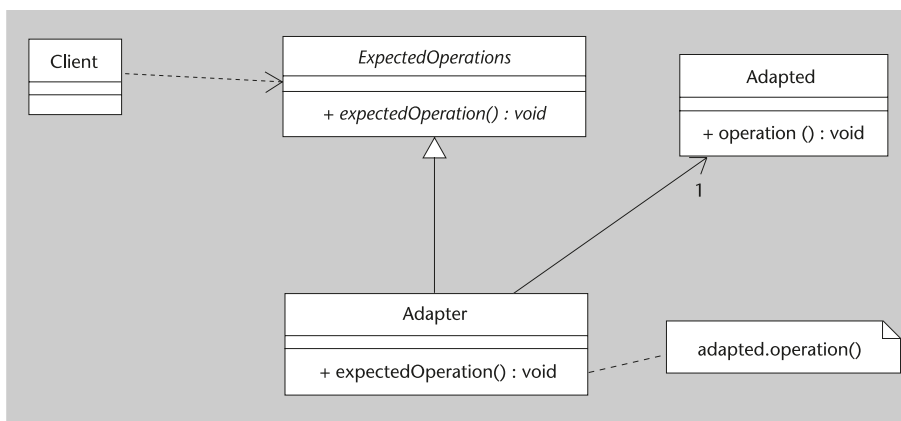 Client
ExpectedOperations
+ expectedOperation() : void
Adapted
+ operation () : void
1
Adapter
+ expectedOperation() : void
adapted.operation()